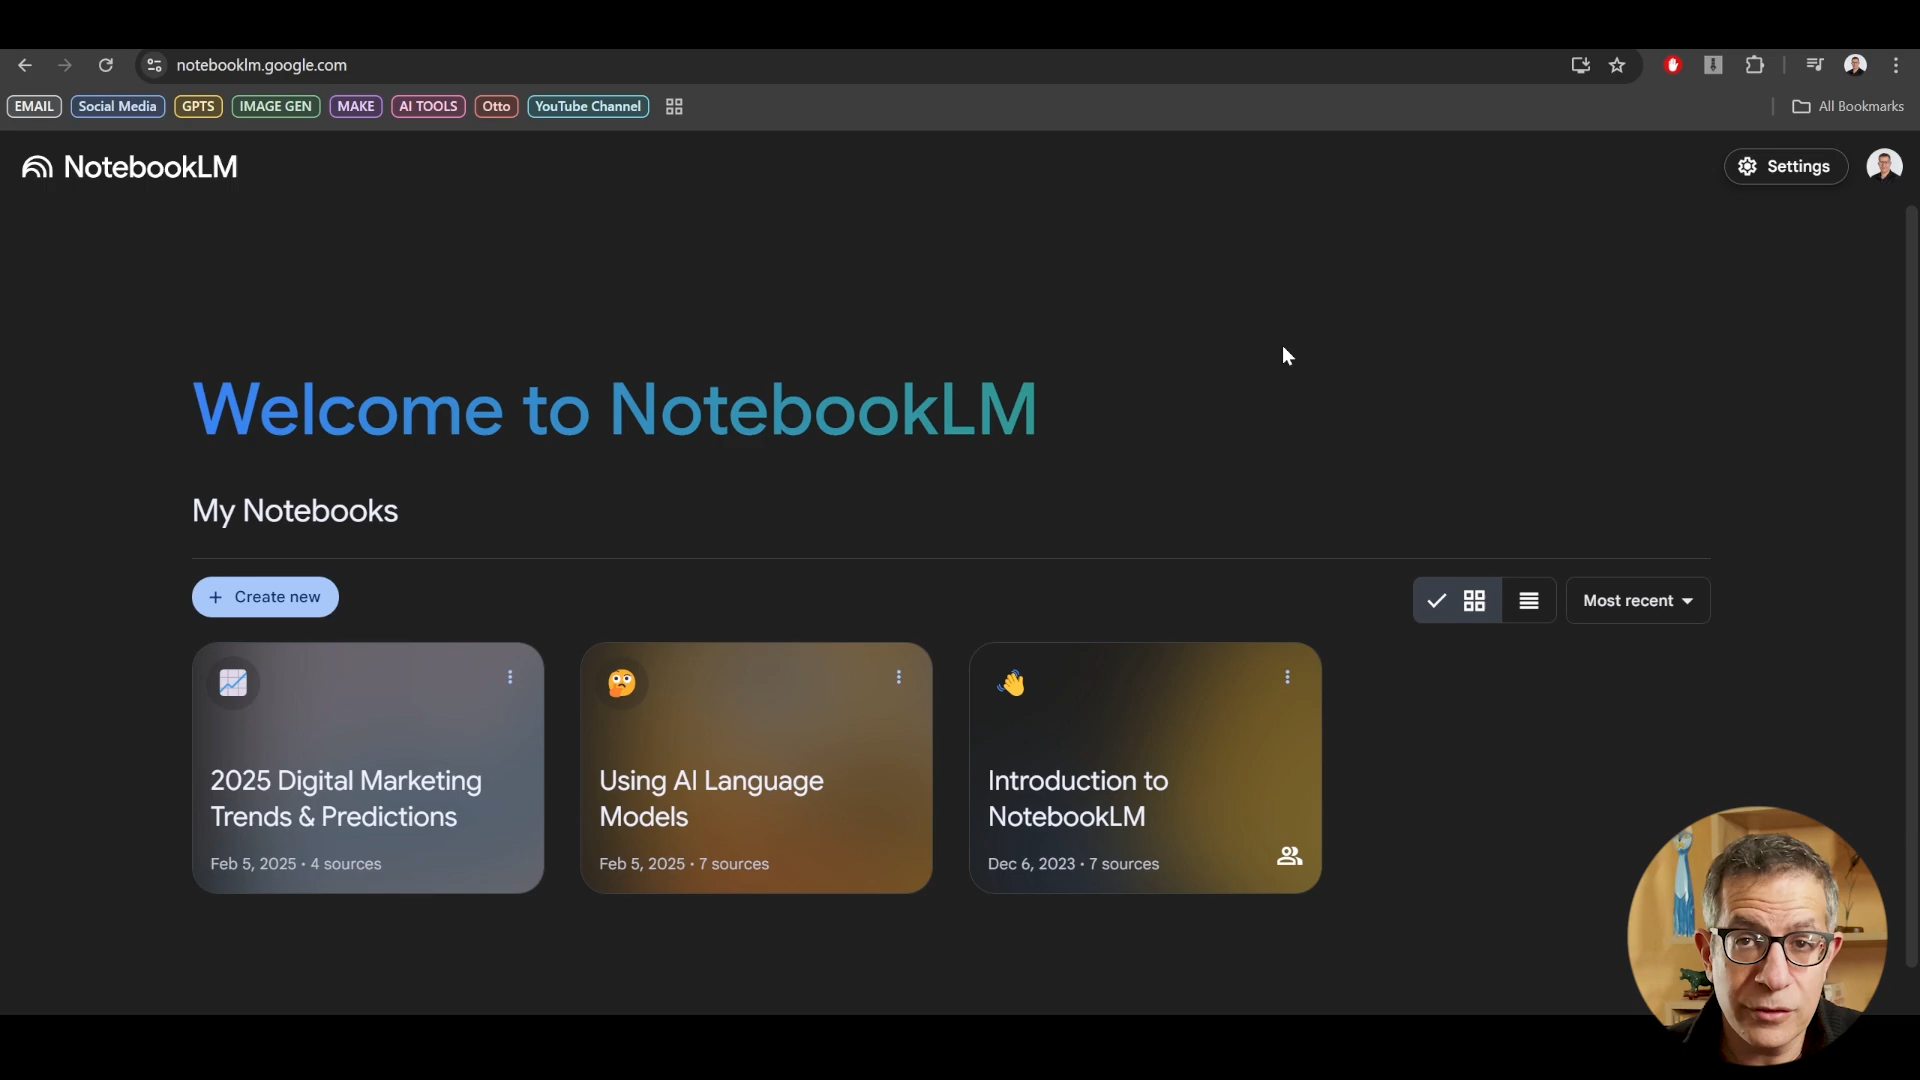 notebooklm.google.com
EMAIL Social Media GPTS IMAGE GEN MAKE AI TOOLS Otto YouTube Channel All Bookmarks
NotebookLM Settings
Welcome to NotebookLM
My Notebooks
+ Create new Most recent
2025 Digital Marketing
Trends & Predictions
Feb 5, 2025 • 4 sources
Using AI Language
Models
Feb 5, 2025 • 7 sources
Introduction to
NotebookLM
Dec 6, 2023 • 7 sources